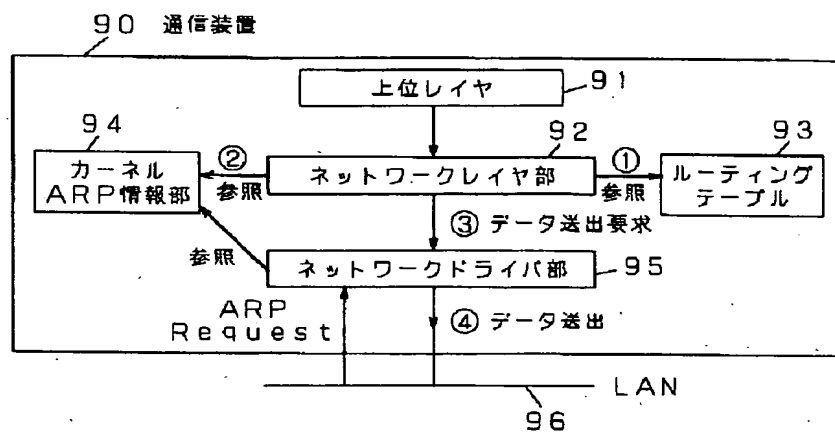 90 通信装置
上位レイヤ
91
94
92
93
カーネル
ARP情報部
②
参照
ネットワークレイヤ部
①
参照
ルーティング
テーブル
③ データ送出要求
参照
ネットワークドライバ部
95
ARP
Request
④ データ送出
LAN
96